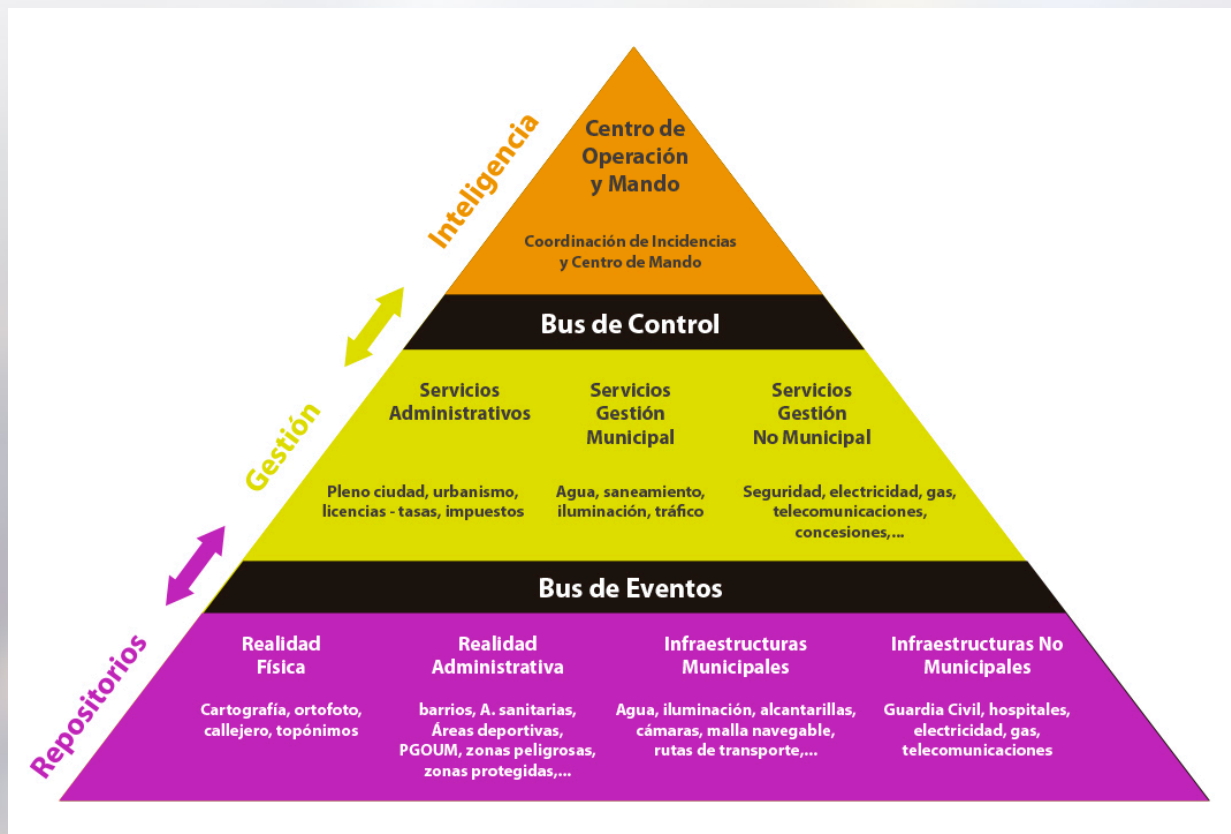 Inteligencia
Centro de
Operación
y Mando
Coordinación de Incidencias
y Centro de Mando
Bus de Control
Gestión
Servicios
Administrativos
Pleno ciudad, urbanismo,
licencias - tasas, impuestos
Servicios
Gestión
Municipal
Agua, saneamiento,
iluminación, tráfico
Servicios
Gestión
No Municipal
Seguridad, electricidad, gas,
telecomunicaciones,
concesiones,...
Bus de Eventos
Repositorios
Realidad
Física
Cartografía, ortofoto,
callejero, topónimos
Realidad
Administrativa
barrios, A. sanitarias,
Áreas deportivas,
PGOUM, zonas peligrosas,
zonas protegidas,...
Infraestructuras
Municipales
Agua, iluminación, alcantarillas,
cámaras, malla navegable,
rutas de transporte,...
Infraestructuras No
Municipales
Guardia Civil, hospitales,
electricidad, gas,
telecomunicaciones